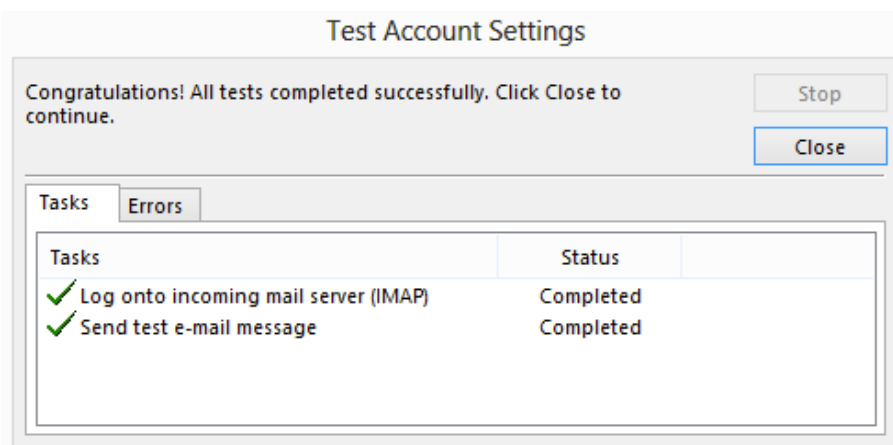 Test Account Settings
Congratulations! All tests completed successfully. Click Close to
continue.
Stop
Close
Tasks Errors
Tasks Status
Log onto incoming mail server (IMAP) Completed
Send test e-mail message Completed